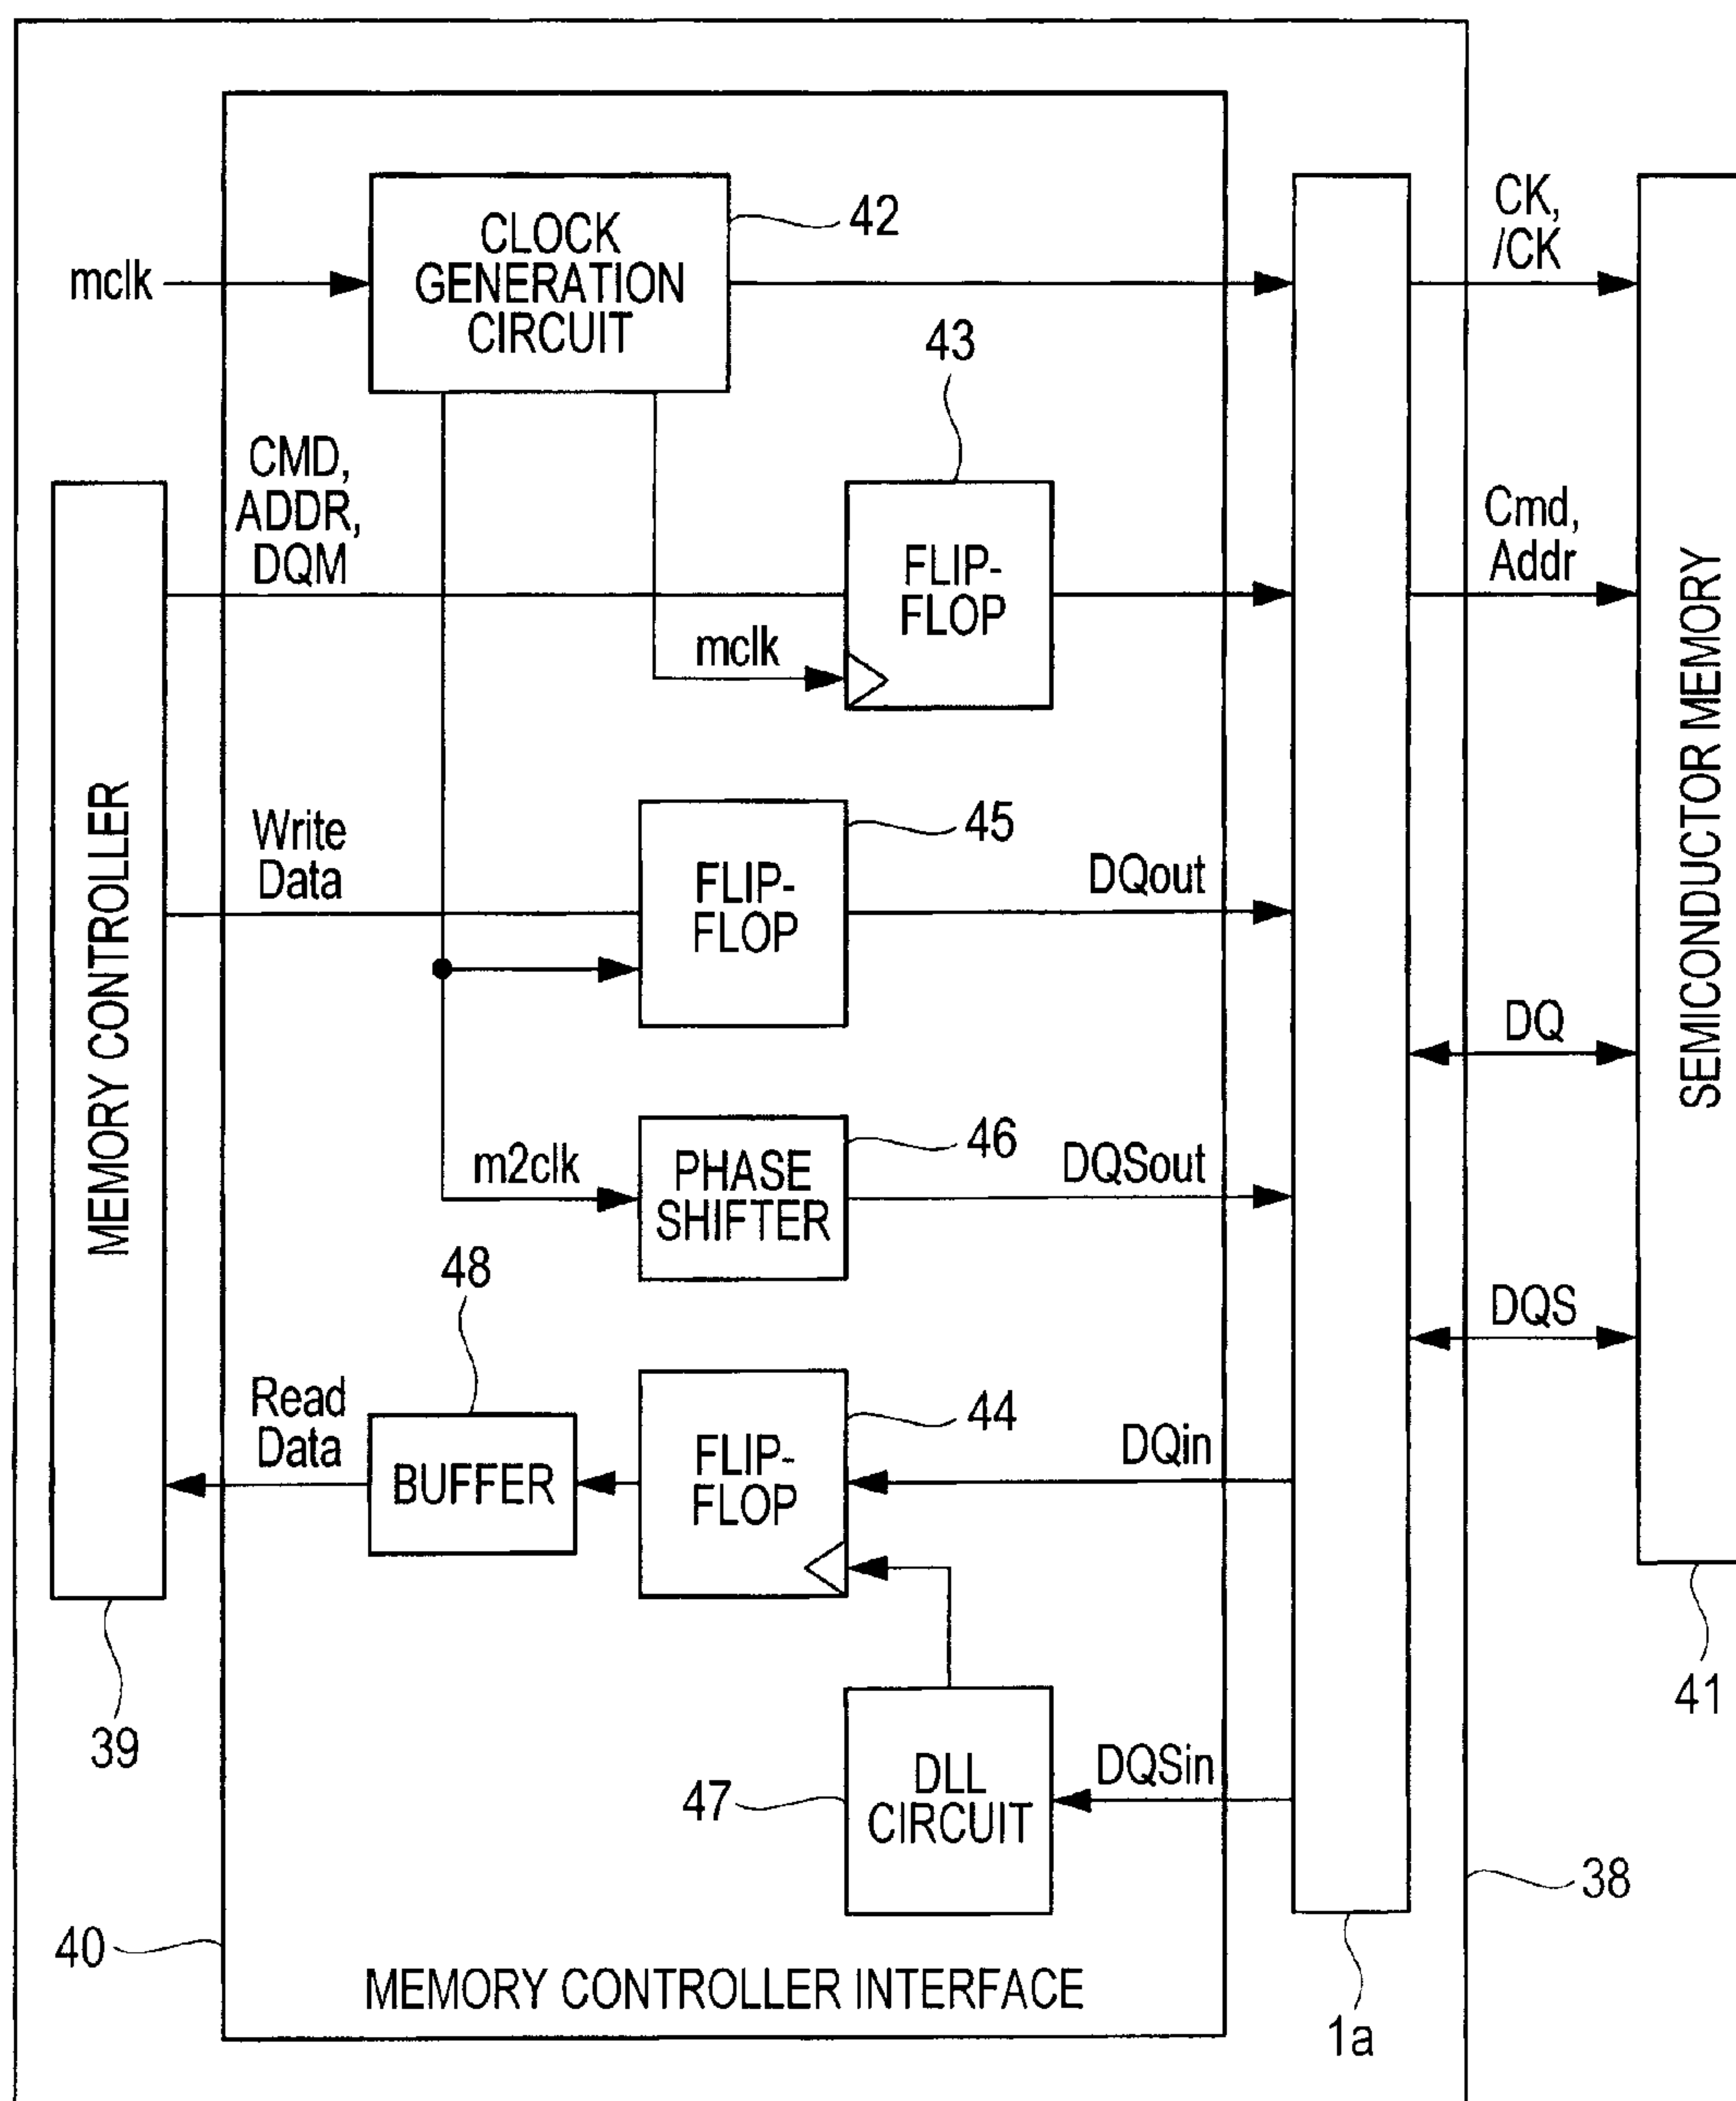 CK,
/CK
42
CLOCK
GENERATION
CIRCUIT
mclk
43
CMD,
ADDR,
DQM
FLIP-
FLOP
Cmd,
Addr
mclk
MEMORY CONTROLLER
SEMICONDUCTOR MEMORY
Write
Data
45
FLIP-
FLOP
DQout
DQ
m2clk
46
PHASE
SHIFTER
DQSout
48
DQS
Read
Data
BUFFER
44
FLIP-
FLOP
DQin
39
41
47
DLL
CIRCUIT
DQSin
38
40
MEMORY CONTROLLER INTERFACE
1a